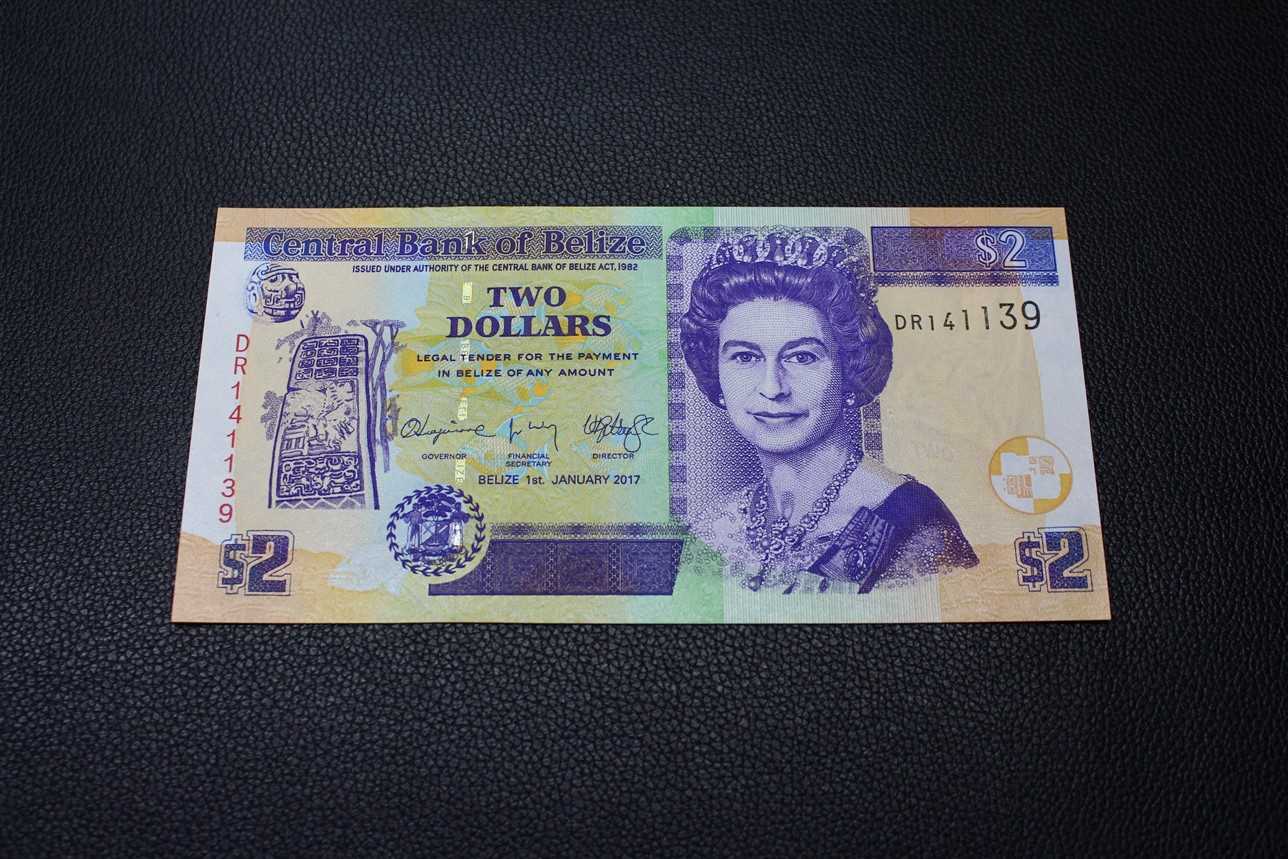 Central Bank of Belize
ISSUED UNDER AUTHORITY OF THE CENTRAL BANK OF BELIZE ACT, 1982
TWO
DOLLARS
LEGAL TENDER FOR THE PAYMENT
IN BELIZE OF ANY AMOUNT
GOVERNOR
FINANCIAL
SECRETARY
DIRECTOR
BELIZE 1st. JANUARY 2017
DR141139
$2
$2
DR141139
$2